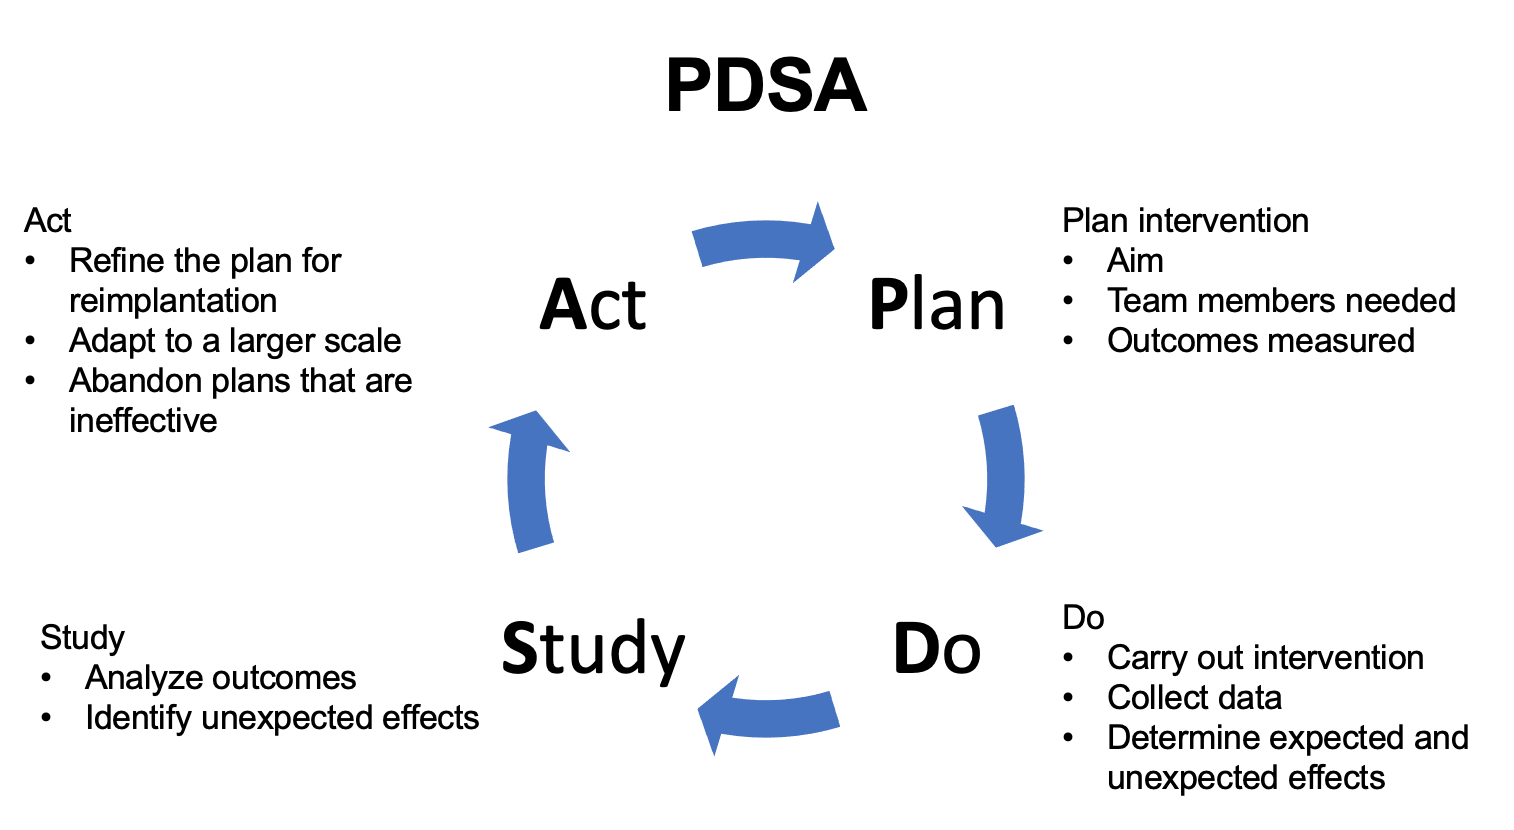 PDSA
Act
• Refine the plan for
reimplantation
• Adapt to a larger scale
• Abandon plans that are
ineffective
Act
Plan
Plan intervention
• Aim
• Team members needed
• Outcomes measured
Study
• Analyze outcomes
• Identify unexpected effects
Study
Do
Do
• Carry out intervention
• Collect data
• Determine expected and
unexpected effects